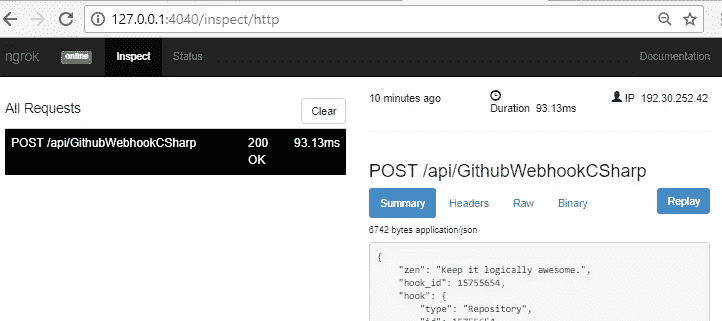 127.0.0.1:4040/inspect/http
ngrok online Inspect Status Documentation
All Requests Clear
POST /api/GithubWebhookCSharp 200 OK 93.13ms
10 minutes ago Duration 93.13ms IP 192.30.252.42
POST /api/GithubWebhookCSharp
Summary Headers Raw Binary Replay
6742 bytes application/json
{
"zen": "Keep it logically awesome.",
"hook_id": 15755654,
"hook": {
"type": "Repository",
"id": 15755654,